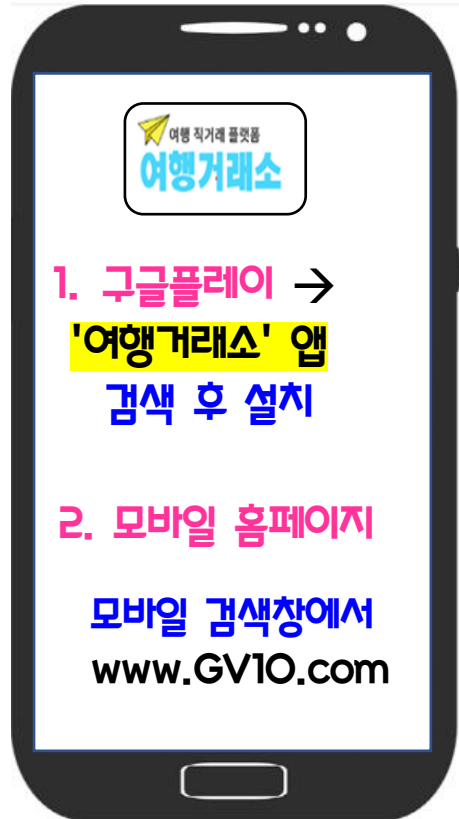 여행 직거래 플랫폼
여행거래소
1. 구글플레이 →
'여행거래소' 앱
검색 후 설치
2. 모바일 홈페이지
모바일 검색창에서
www.GV10.com